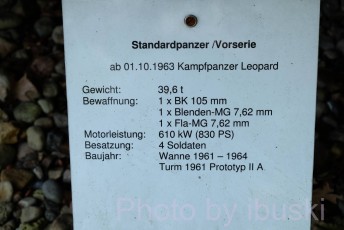 Standardpanzer /Vorserie
ab 01.10.1963 Kampfpanzer Leopard
Gewicht: 39,6 t
Bewaffnung: 1 x BK 105 mm
1 x Blenden-MG 7,62 mm
1 x Fla-MG 7,62 mm
Motorleistung: 610 kW (830 PS)
Besatzung: 4 Soldaten
Baujahr: Wanne 1961 – 1964
Turm 1961 Prototyp II A
Photo by ibuski